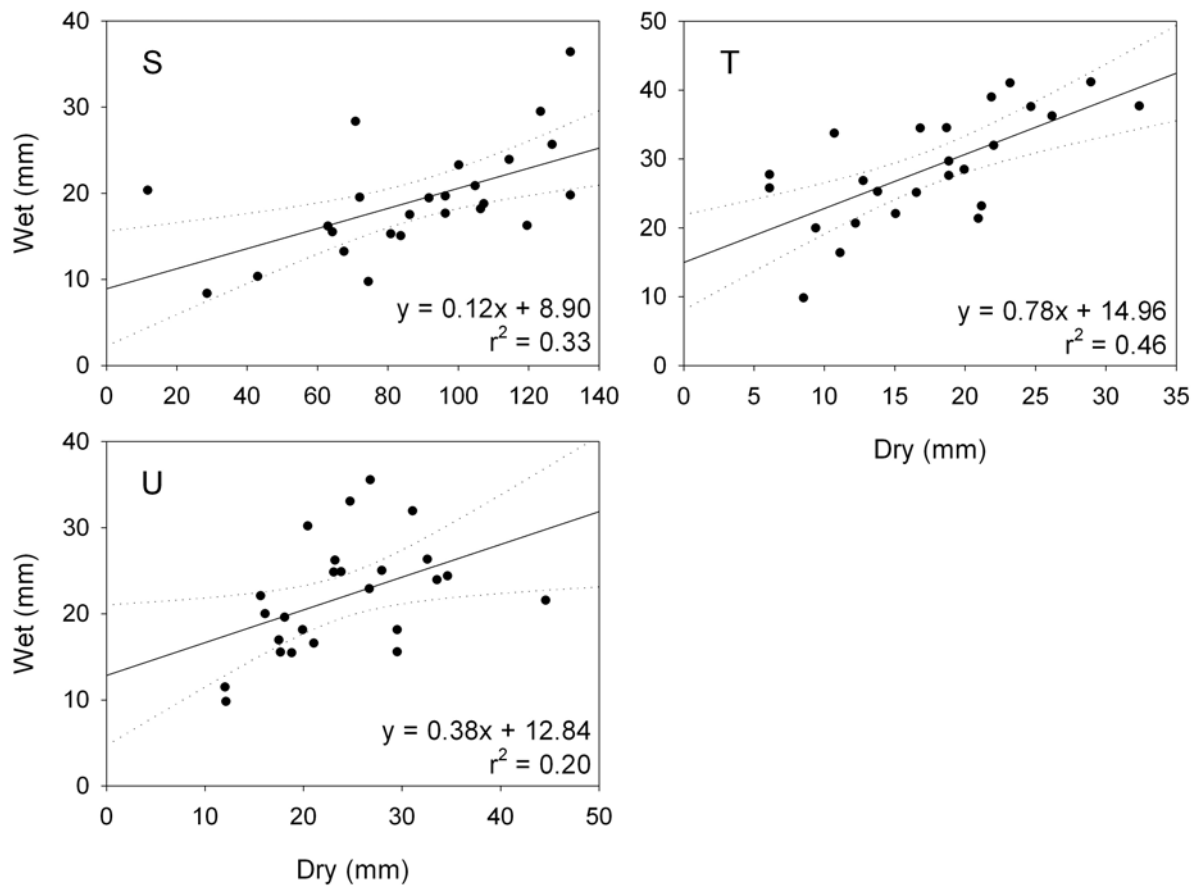 S
Wet (mm)
40
30
20
10
0
y = 0.12x + 8.90
r² = 0.33
0 20 40 60 80 100 120 140
T
50
40
30
20
10
0
y = 0.78x + 14.96
r² = 0.46
0 5 10 15 20 25 30 35
Dry (mm)
U
Wet (mm)
40
30
20
10
0
y = 0.38x + 12.84
r² = 0.20
0 10 20 30 40 50
Dry (mm)